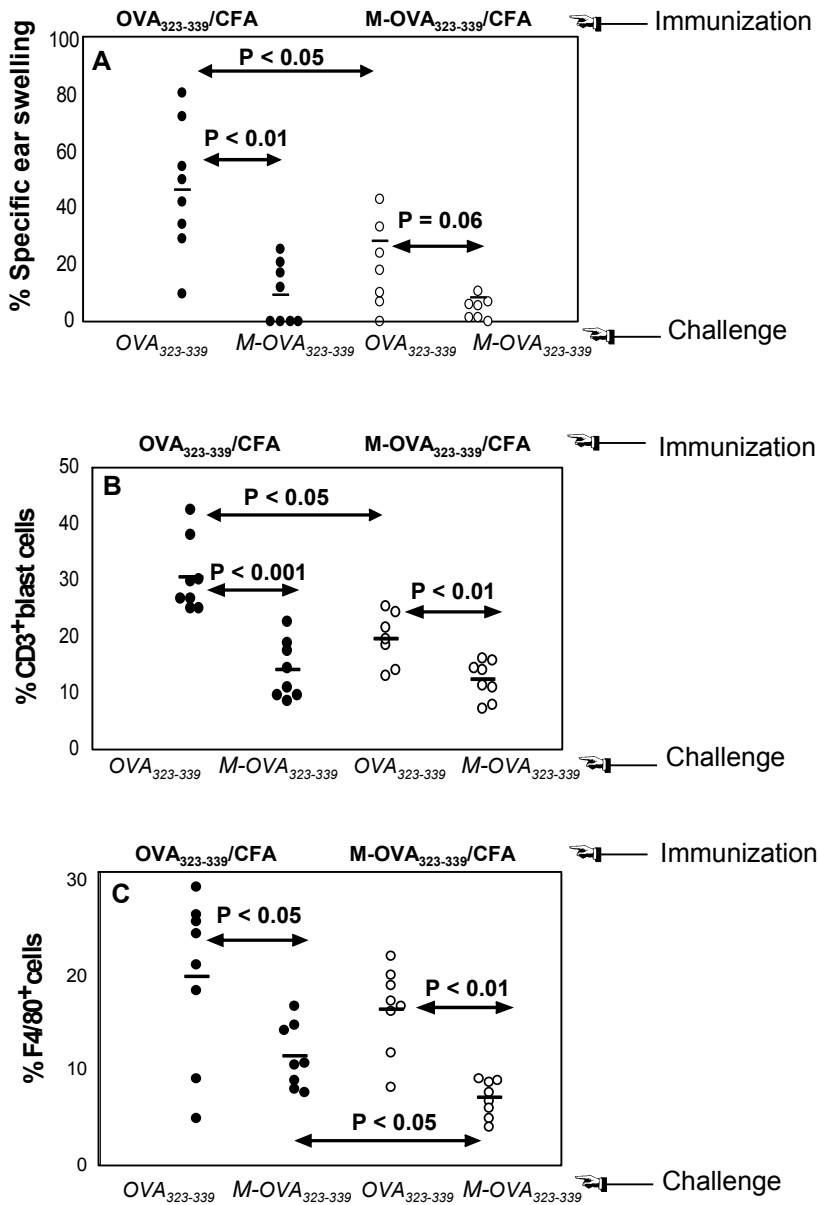 OVA323-339/CFA M-OVA323-339/CFA Immunization
% Specific ear swelling
100
80
60
40
20
0
A
P < 0.05
P < 0.01
P = 0.06
OVA323-339 M-OVA323-339 OVA323-339 M-OVA323-339 Challenge
OVA323-339/CFA M-OVA323-339/CFA Immunization
%CD3+blast cells
50
40
30
20
10
0
B
P < 0.05
P < 0.001
P < 0.01
OVA323-339 M-OVA323-339 OVA323-339 M-OVA323-339 Challenge
OVA323-339/CFA M-OVA323-339/CFA Immunization
%F4/80+cells
30
20
10
0
C
P < 0.05
P < 0.01
P < 0.05
OVA323-339 M-OVA323-339 OVA323-339 M-OVA323-339 Challenge